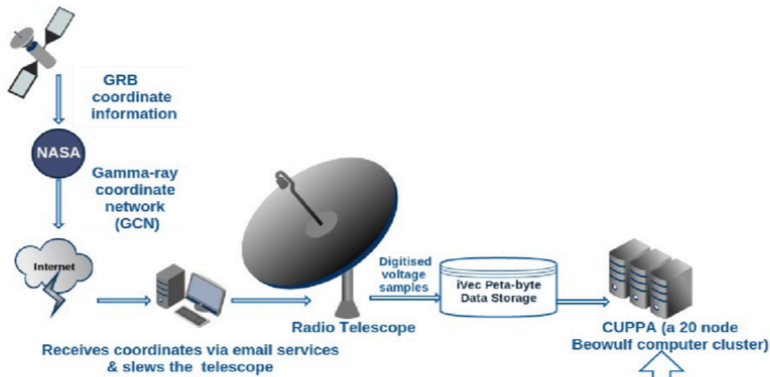 GRB
coordinate
information
NASA
Gamma-ray
coordinate
network
(GCN)
Internet
Receives coordinates via email services
& slews the telescope
Radio Telescope
Digitised
voltage
samples
iVec Peta-byte
Data Storage
CUPPA (a 20 node
Beowulf computer cluster)